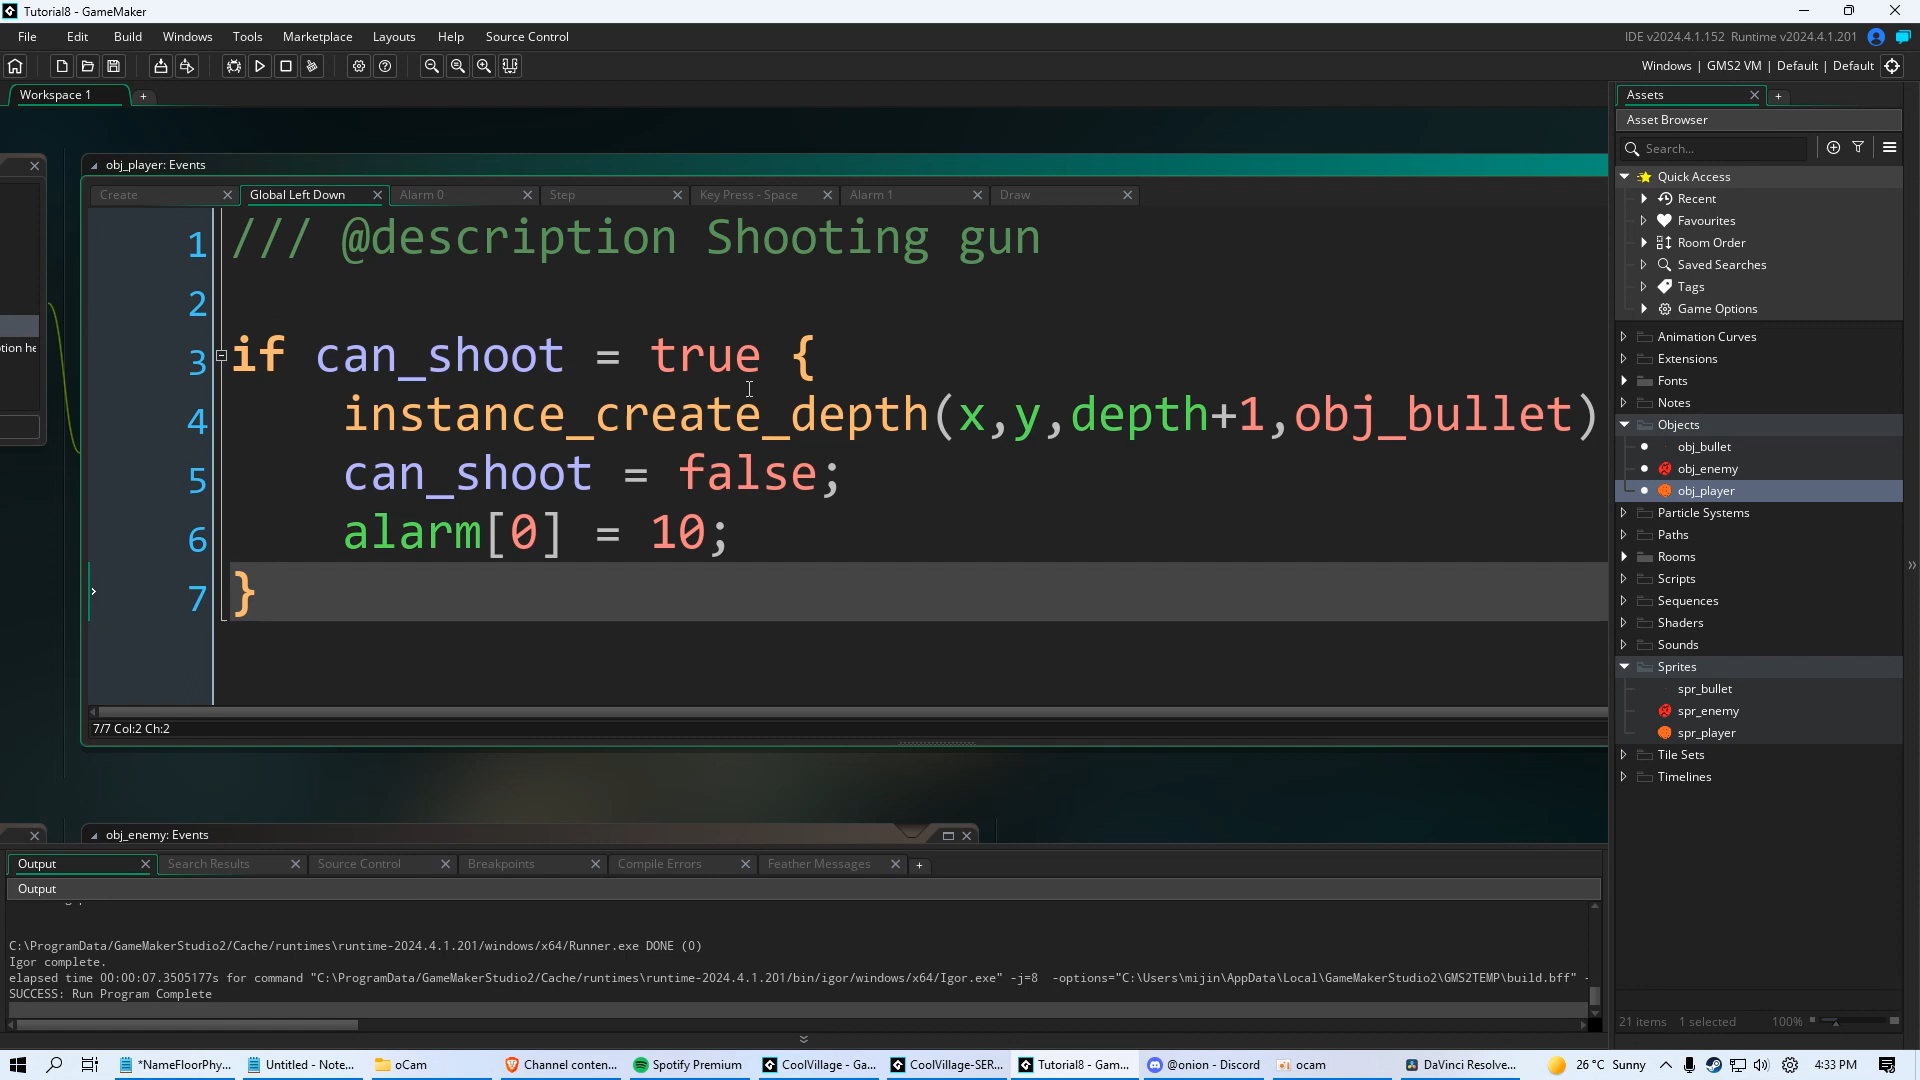 Tutorial8 - GameMaker
File Edit Build Windows Tools Marketplace Layouts Help Source Control
IDE v2024.4.1.152 Runtime v2024.4.1.201
Windows | GMS2 VM | Default | Default
Workspace 1 +
obj_player: Events
Create Global Left Down Alarm 0 Step Key Press - Space Alarm 1 Draw
1 /// @description Shooting gun
2
3 if can_shoot = true {
4 instance_create_depth(x,y,depth+1,obj_bullet)
5 can_shoot = false;
6 alarm[0] = 10;
7 }
7/7 Col:2 Ch:2
obj_enemy: Events
Output Search Results Source Control Breakpoints Compile Errors Feather Messages +
Output
C:\ProgramData/GameMakerStudio2/Cache/runtimes\runtime-2024.4.1.201/windows/x64/Runner.exe DONE (0)
Igor complete.
elapsed time 00:00:07.3505177s for command "C:\ProgramData/GameMakerStudio2/Cache/runtimes\runtime-2024.4.1.201/bin/igor/windows/x64/Igor.exe" -j=8 -options="C:\Users\mijin\AppData\Local\GameMakerStudio2\GMS2TEMP\build.bff" -
SUCCESS: Run Program Complete
Assets +
Asset Browser
Search...
Quick Access
Recent
Favourites
Room Order
Saved Searches
Tags
Game Options
Animation Curves
Extensions
Fonts
Notes
Objects
obj_bullet
obj_enemy
obj_player
Particle Systems
Paths
Rooms
Scripts
Sequences
Shaders
Sounds
Sprites
spr_bullet
spr_enemy
spr_player
Tile Sets
Timelines
21 items 1 selected 100%
*NameFloorPhy... Untitled - Note... oCam Channel conten... Spotify Premium CoolVillage - Ga... CoolVillage-SER... Tutorial8 - Gam... @onion - Discord ocam DaVinci Resolve... 26°C Sunny 4:33 PM